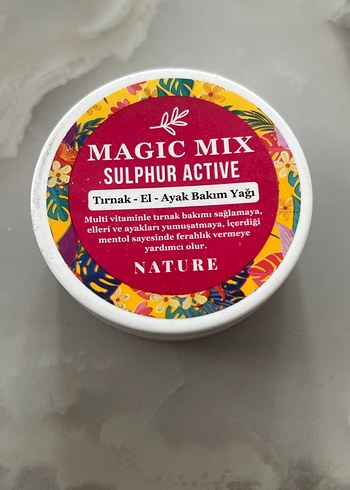 MAGIC MIX
SULPHUR ACTIVE
Tırnak - El - Ayak Bakım Yağı
Multi vitaminle tırnak bakımı sağlamaya,
elleri ve ayakları yumuşatmaya, içerdiği
mentol sayesinde ferahlık vermeye
yardımcı olur.
NATURE